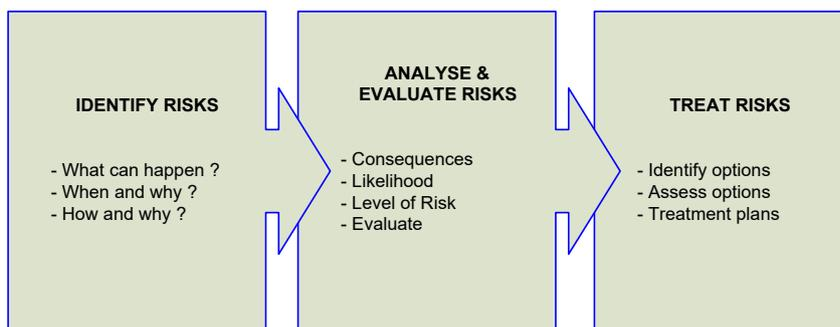 IDENTIFY RISKS
- What can happen ?
- When and why ?
- How and why ?
ANALYSE &
EVALUATE RISKS
- Consequences
- Likelihood
- Level of Risk
- Evaluate
TREAT RISKS
- Identify options
- Assess options
- Treatment plans